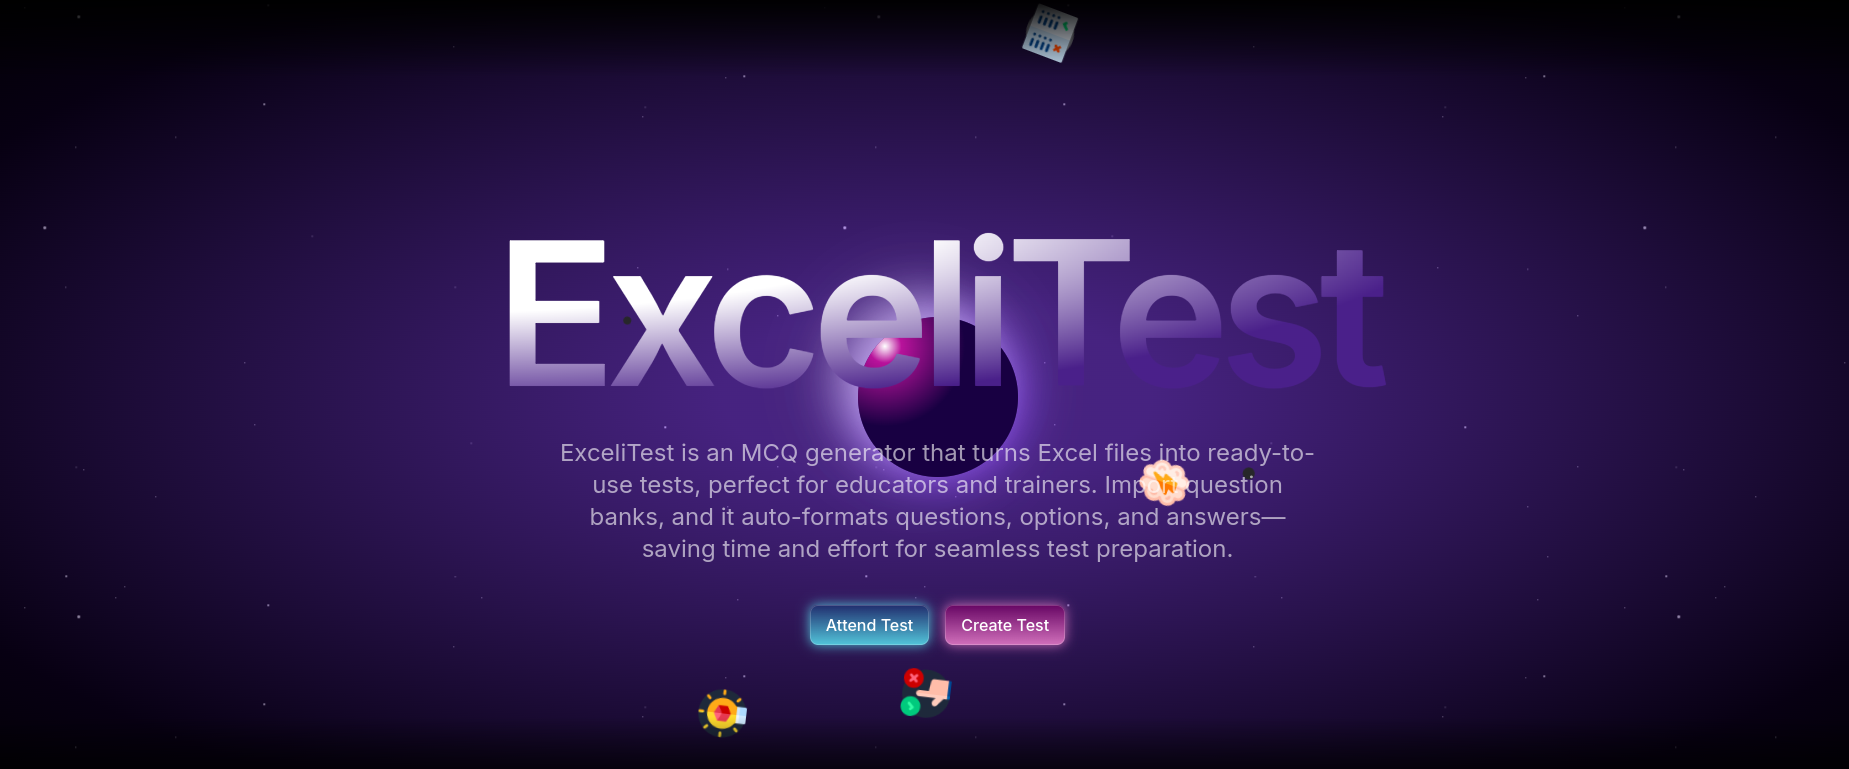 ExceliTest
ExceliTest is an MCQ generator that turns Excel files into ready-to-
use tests, perfect for educators and trainers. Import question
banks, and it auto-formats questions, options, and answers—
saving time and effort for seamless test preparation.
Attend Test
Create Test